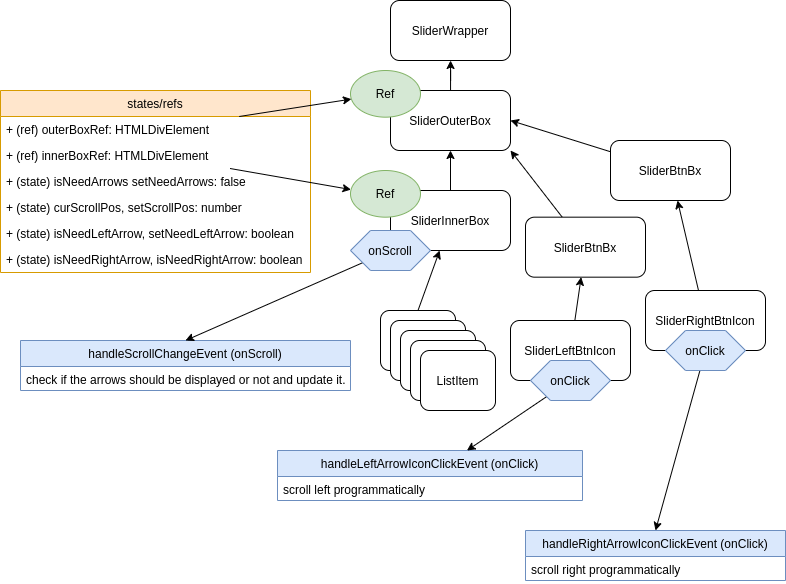 SliderWrapper
Ref
SliderOuterBox
states/refs
+ (ref) outerBoxRef: HTMLDivElement
+ (ref) innerBoxRef: HTMLDivElement
+ (state) isNeedArrows setNeedArrows: false
+ (state) curScrollPos, setScrollPos: number
+ (state) isNeedLeftArrow, setNeedLeftArrow: boolean
+ (state) isNeedRightArrow, isNeedRightArrow: boolean
Ref
SliderInnerBox
onScroll
SliderBtnBx
SliderBtnBx
SliderRightBtnIcon
onClick
SliderLeftBtnIcon
onClick
ListItem
handleScrollChangeEvent (onScroll)
check if the arrows should be displayed or not and update it.
handleLeftArrowIconClickEvent (onClick)
scroll left programmatically
handleRightArrowIconClickEvent (onClick)
scroll right programmatically